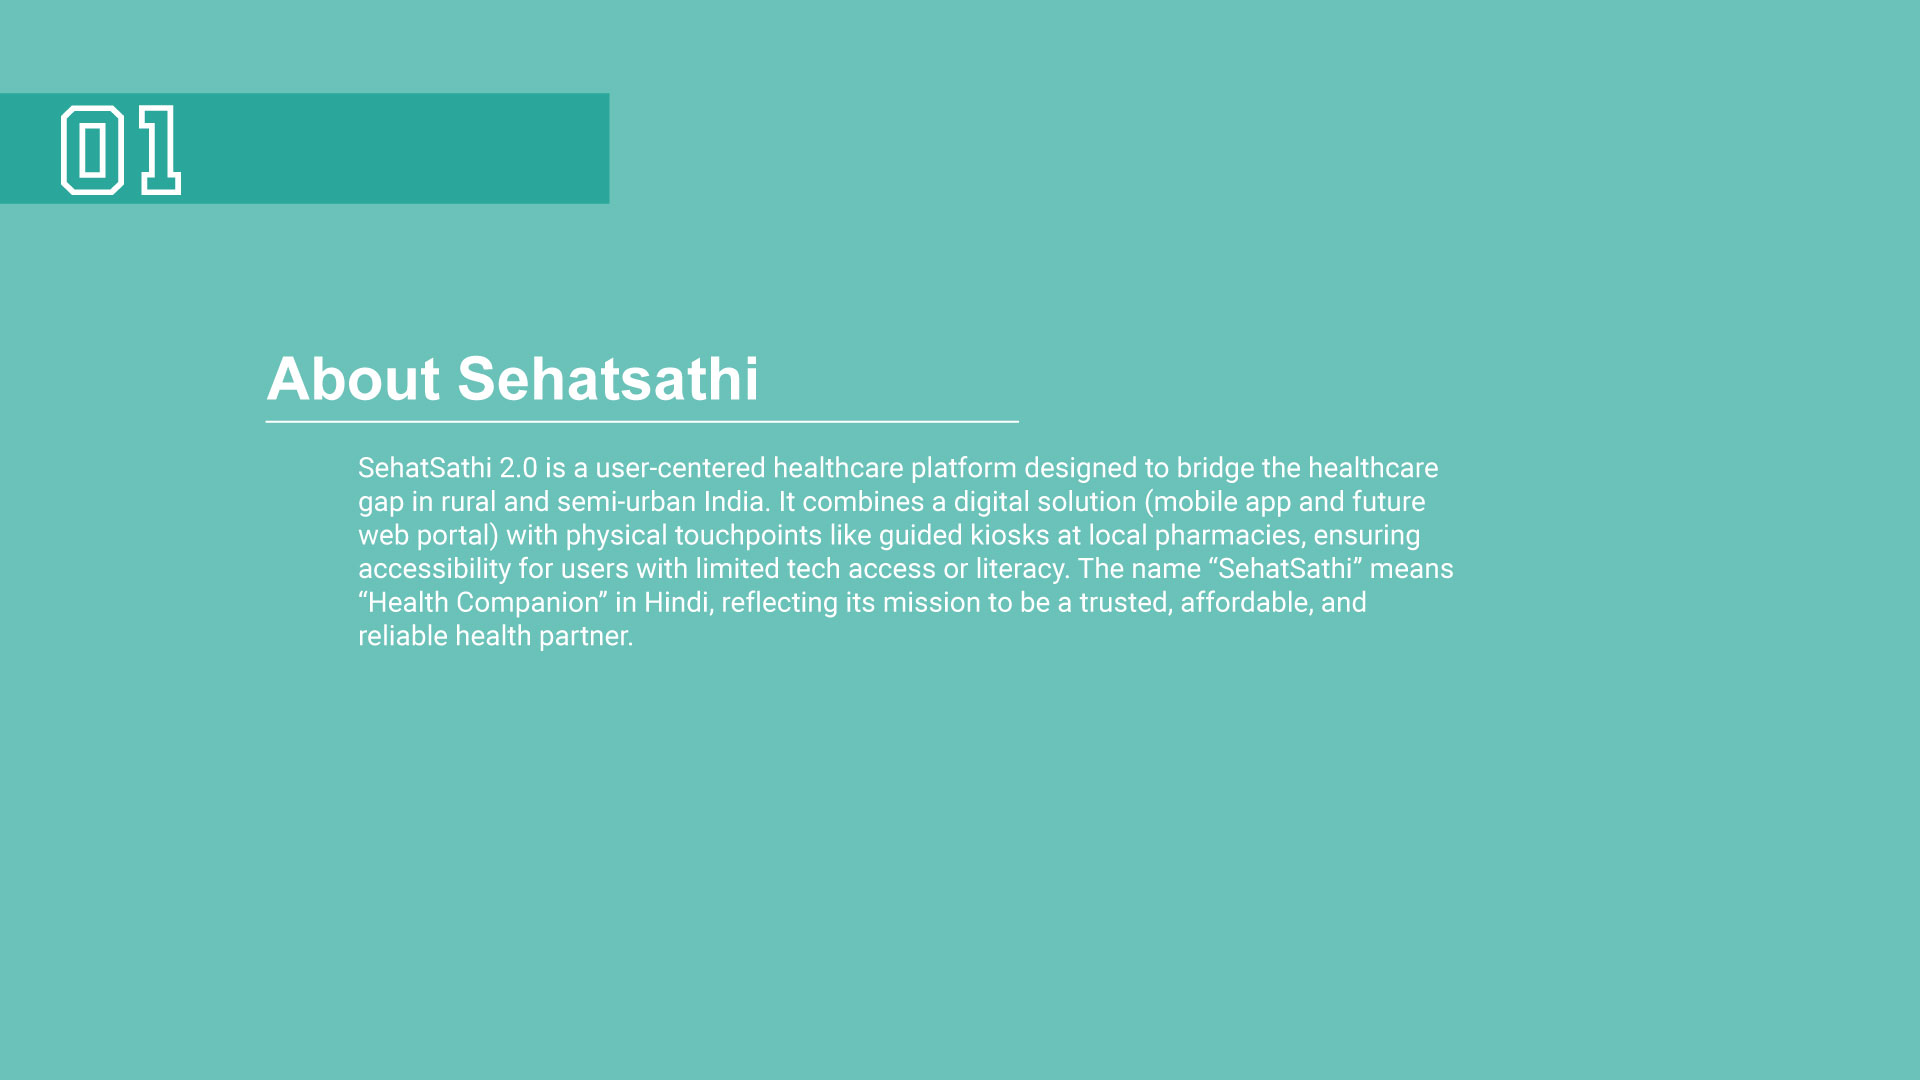 01
About Sehatsathi
SehatSathi 2.0 is a user-centered healthcare platform designed to bridge the healthcare
gap in rural and semi-urban India. It combines a digital solution (mobile app and future
web portal) with physical touchpoints like guided kiosks at local pharmacies, ensuring
accessibility for users with limited tech access or literacy. The name “SehatSathi” means
“Health Companion” in Hindi, reflecting its mission to be a trusted, affordable, and
reliable health partner.